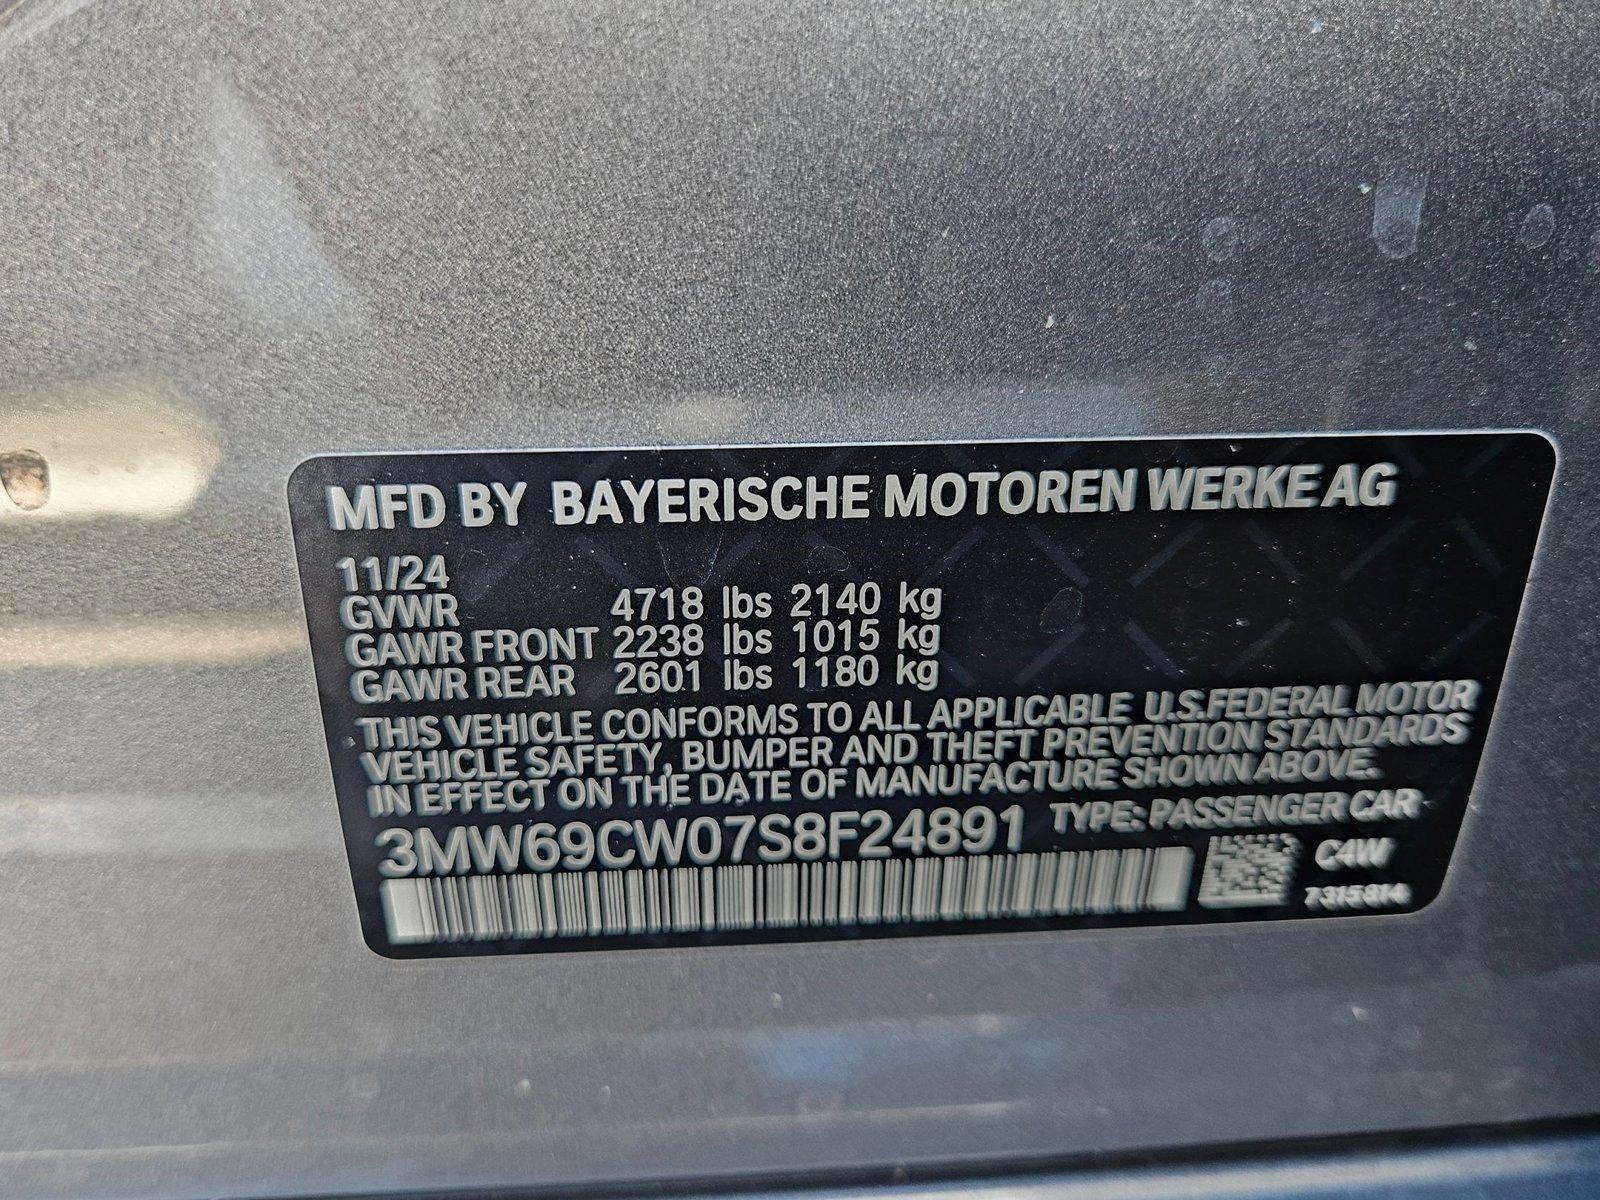 MFD BY BAYERISCHE MOTOREN WERKE AG
11/24
GVWR 4718 lbs 2140 kg
GAWR FRONT 2238 lbs 1015 kg
GAWR REAR 2601 lbs 1180 kg
THIS VEHICLE CONFORMS TO ALL APPLICABLE U.S.FEDERAL MOTOR
VEHICLE SAFETY, BUMPER AND THEFT PREVENTION STANDARDS
IN EFFECT ON THE DATE OF MANUFACTURE SHOWN ABOVE.
3MW69CW07S8F24891 TYPE: PASSENGER CAR
C4W
7315814